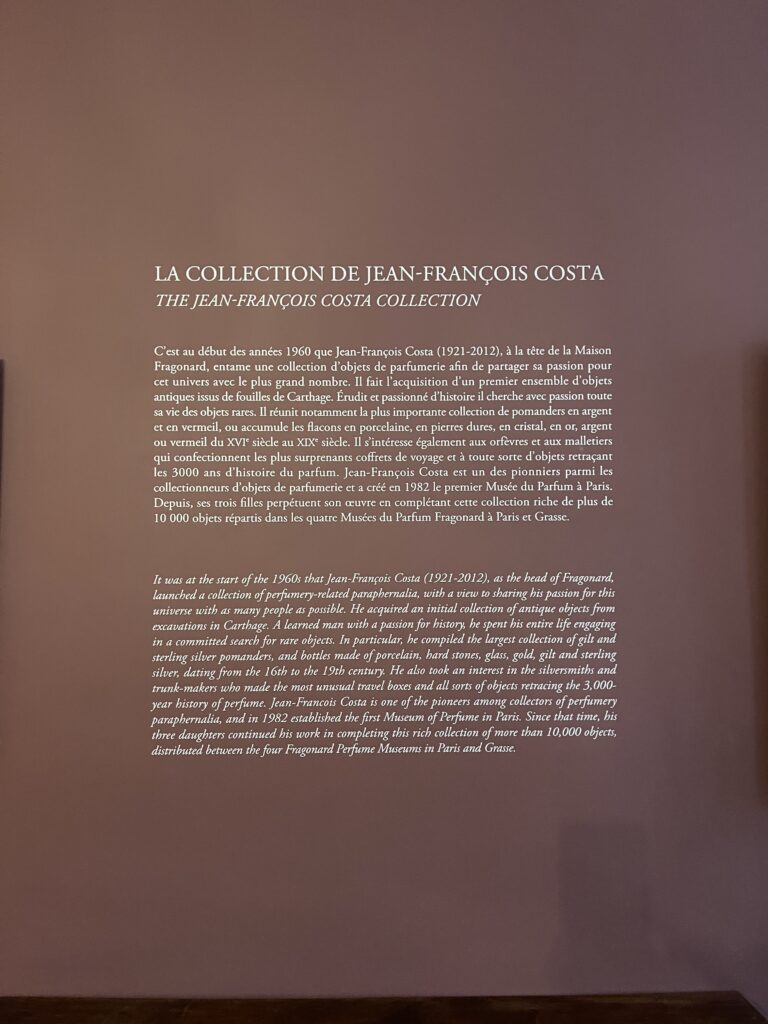 LA COLLECTION DE JEAN-FRANÇOIS COSTA
THE JEAN-FRANÇOIS COSTA COLLECTION
C'est au début des années 1960 que Jean-François Costa (1921-2012), à la tête de la Maison
Fragonard, entame une collection d'objets de parfumerie afin de partager sa passion pour
cet univers avec le plus grand nombre. Il fait l'acquisition d'un premier ensemble d'objets
antiques issus de fouilles de Carthage. Érudit et passionné d'histoire il cherche avec passion toute
sa vie des objets rares. Il réunit notamment la plus importante collection de pomanders en argent
et en vermeil, ou accumule les flacons en porcelaine, en pierres dures, en cristal, en or, argent
ou vermeil du XVIe siècle au XIXe siècle. Il s'intéresse également aux orfèvres et aux malletiers
qui confectionnent les plus surprenants coffrets de voyage et à toute sorte d'objets retraçant
les 3000 ans d'histoire du parfum. Jean-François Costa est un des pionniers parmi les
collectionneurs d'objets de parfumerie et a créé en 1982 le premier Musée du Parfum à Paris.
Depuis, ses trois filles perpétuent son œuvre en complétant cette collection riche de plus de
10 000 objets répartis dans les quatre Musées du Parfum Fragonard à Paris et Grasse.
It was at the start of the 1960s that Jean-François Costa (1921-2012), as the head of Fragonard,
launched a collection of perfumery-related paraphernalia, with a view to sharing his passion for this
universe with as many people as possible. He acquired an initial collection of antique objects from
excavations in Carthage. A learned man with a passion for history, he spent his entire life engaging
in a committed search for rare objects. In particular, he compiled the largest collection of gilt and
sterling silver pomanders, and bottles made of porcelain, hard stones, glass, gold, gilt and sterling
silver, dating from the 16th to the 19th century. He also took an interest in the silversmiths and
trunk-makers who made the most unusual travel boxes and all sorts of objects retracing the 3,000-
year history of perfume. Jean-Francois Costa is one of the pioneers among collectors of perfumery
paraphernalia, and in 1982 established the first Museum of Perfume in Paris. Since that time, his
three daughters continued his work in completing this rich collection of more than 10,000 objects,
distributed between the four Fragonard Perfume Museums in Paris and Grasse.